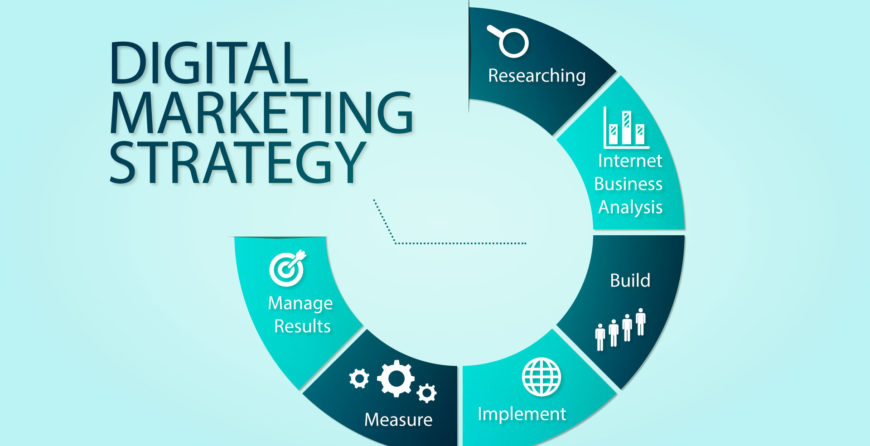 DIGITAL
MARKETING
STRATEGY
Researching
Internet
Business
Analysis
Build
Implement
Measure
Manage
Results